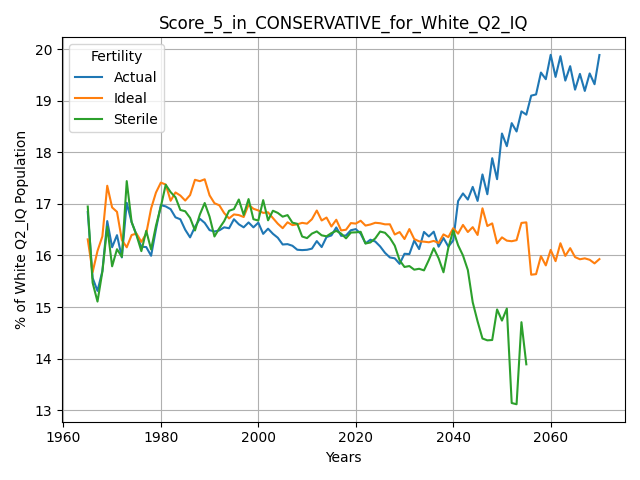 Score_5_in_CONSERVATIVE_for_White_Q2_IQ
% of White Q2_IQ Population
20
19
18
17
16
15
14
13
Fertility
Actual
Ideal
Sterile
1960
1980
2000
2020
2040
2060
Years